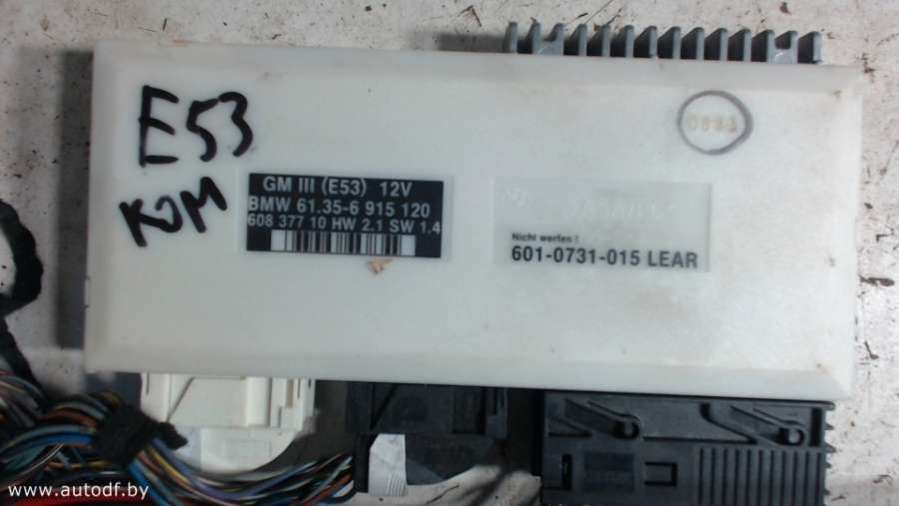 E53
КОМ
GM III (E53) 12V
BMW 61.35-6 915 120
608 377 10 HW 2.1 SW 1.4
Nicht werfen !
601-0731-015 LEAR
www.autodf.by